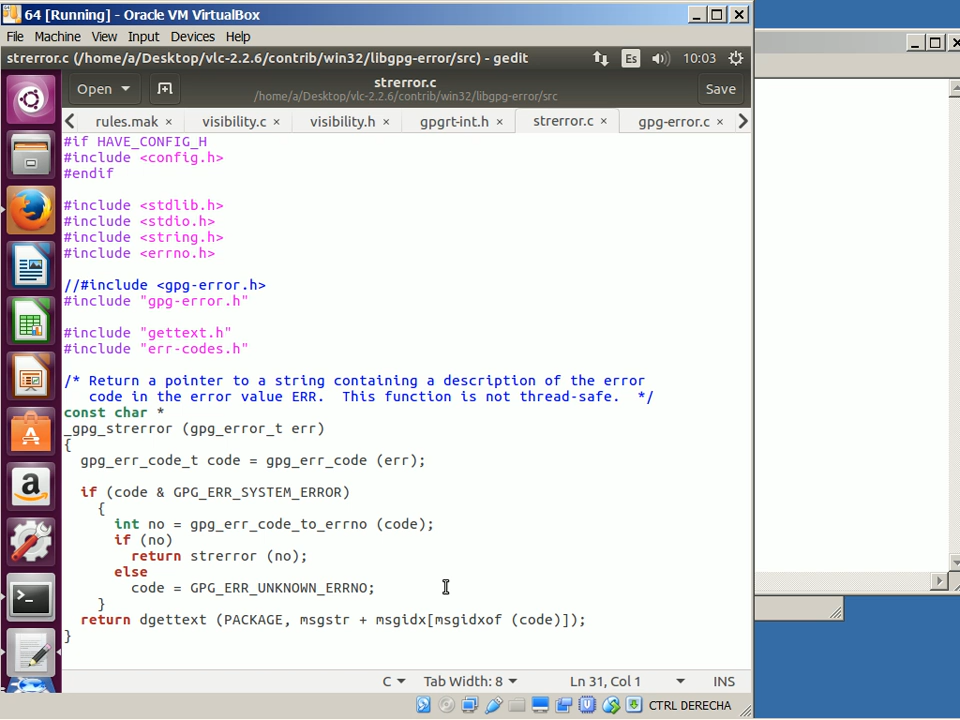 64 [Running] - Oracle VM VirtualBox
File Machine View Input Devices Help
strerror.c (/home/a/Desktop/vlc-2.2.6/contrib/win32/libgpg-error/src) - gedit Es 10:03
Open strerror.c Save
/home/a/Desktop/vlc-2.2.6/contrib/win32/libgpg-error/src
rules.mak × visibility.c × visibility.h × gpgrt-int.h × strerror.c × gpg-error.c ×
#if HAVE_CONFIG_H
#include <config.h>
#endif
#include <stdlib.h>
#include <stdio.h>
#include <string.h>
#include <errno.h>
//#include <gpg-error.h>
#include "gpg-error.h"
#include "gettext.h"
#include "err-codes.h"
/* Return a pointer to a string containing a description of the error
code in the error value ERR.  This function is not thread-safe.  */
const char *
_gpg_strerror (gpg_error_t err)
{
gpg_err_code_t code = gpg_err_code (err);
if (code & GPG_ERR_SYSTEM_ERROR)
{
int no = gpg_err_code_to_errno (code);
if (no)
return strerror (no);
else
code = GPG_ERR_UNKNOWN_ERRNO;
}
return dgettext (PACKAGE, msgstr + msgidx[msgidxof (code)]);
}
C Tab Width: 8 Ln 31, Col 1 INS
CTRL DERECHA